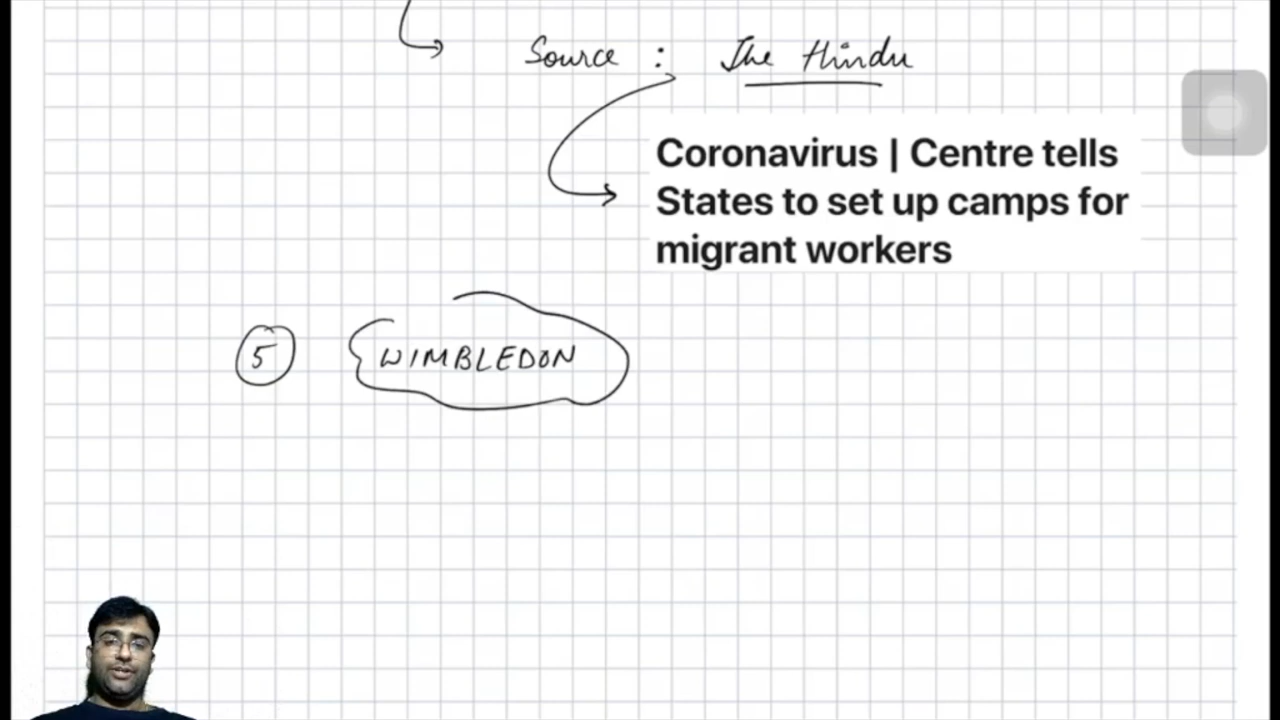 Source : The Hindu
Coronavirus | Centre tells
States to set up camps for
migrant workers
5 WIMBLEDON